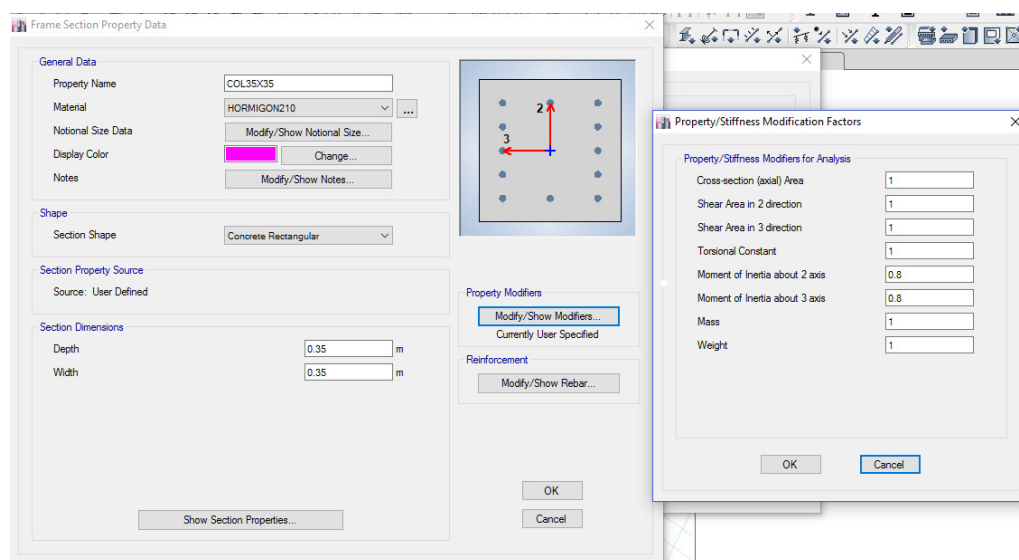 Frame Section Property Data
General Data
Property Name COL35X35
Material HORMIGON210 ...
Notional Size Data Modify/Show Notional Size...
Display Color Change...
Notes Modify/Show Notes...
2
3
Shape
Section Shape Concrete Rectangular
Section Property Source
Source: User Defined
Section Dimensions
Depth 0.35 m
Width 0.35 m
Show Section Properties...
Property Modifiers
Modify/Show Modifiers...
Currently User Specified
Reinforcement
Modify/Show Rebar...
OK
Cancel
Property/Stiffness Modification Factors
Property/Stiffness Modifiers for Analysis
Cross-section (axial) Area 1
Shear Area in 2 direction 1
Shear Area in 3 direction 1
Torsional Constant 1
Moment of Inertia about 2 axis 0.8
Moment of Inertia about 3 axis 0.8
Mass 1
Weight 1
OK Cancel